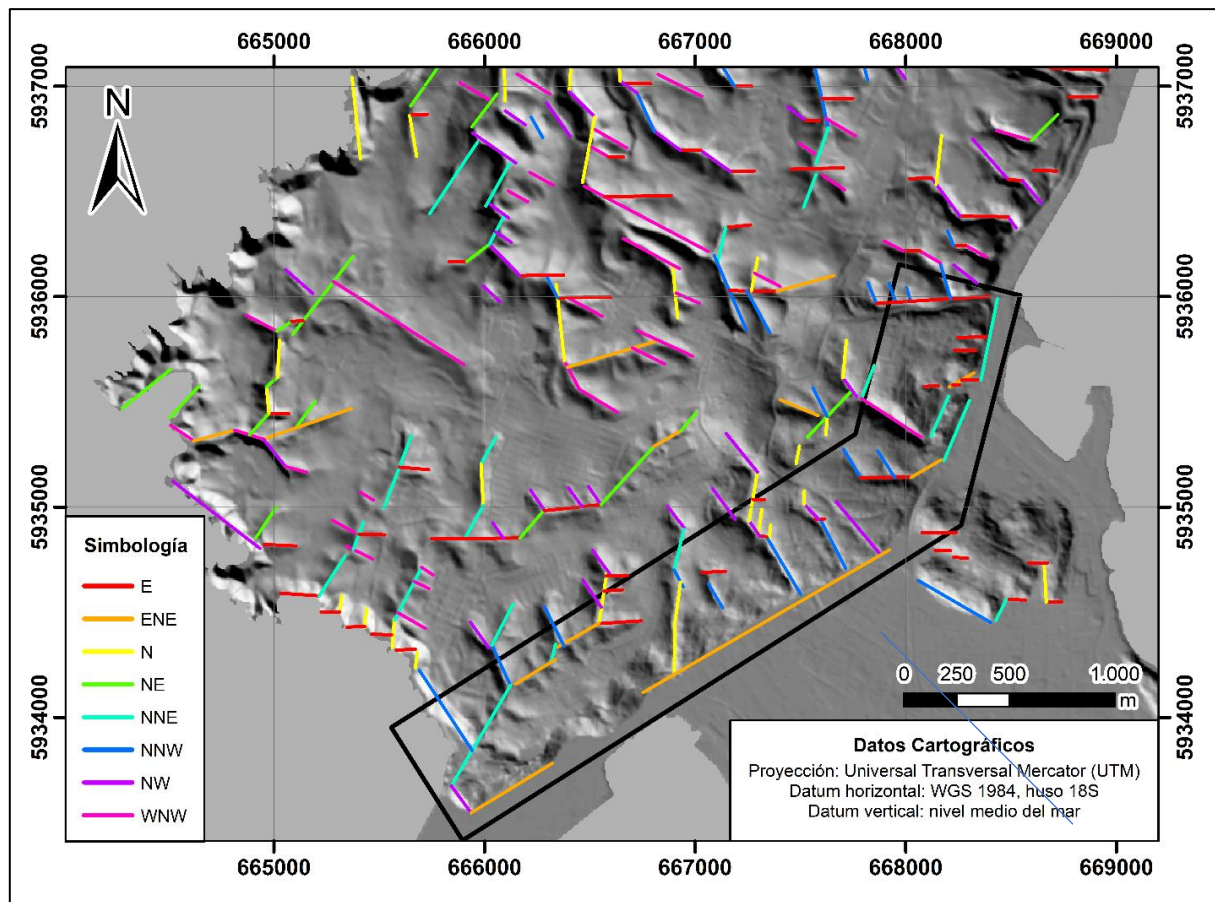 665000 666000 667000 668000 669000
N
5937000 5937000
5936000 5936000
5935000 5935000
5934000 5934000
Simbología
E
ENE
N
NE
NNE
NNW
NW
WNW
0 250 500 1.000
m
Datos Cartográficos
Proyección: Universal Transversal Mercator (UTM)
Datum horizontal: WGS 1984, huso 18S
Datum vertical: nivel medio del mar
665000 666000 667000 668000 669000